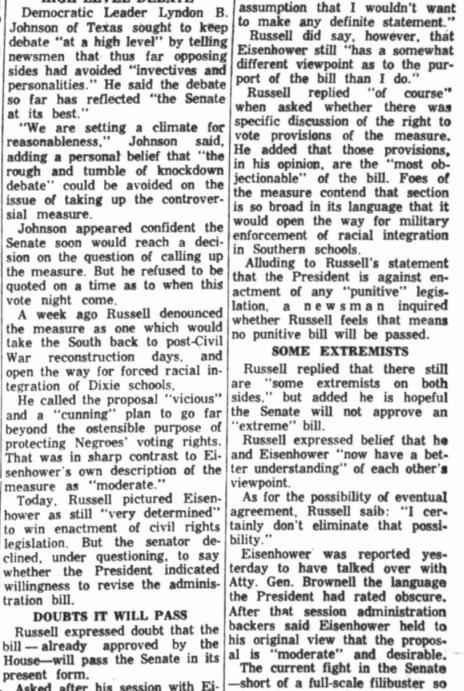 HIGH LEVEL DEBATE
Democratic Leader Lyndon B.
Johnson of Texas sought to keep
debate "at a high level" by telling
newsmen that thus far opposing
sides had avoided "invectives and
personalities." He said the debate
so far has reflected "the Senate
at its best."
"We are setting a climate for
reasonableness," Johnson said,
adding a personal belief that "the
rough and tumble of knockdown
debate" could be avoided on the
issue of taking up the controver-
sial measure.
Johnson appeared confident the
Senate soon would reach a deci-
sion on the question of calling up
the measure. But he refused to be
quoted on a time as to when this
vote night come.
A week ago Russell denounced
the measure as one which would
take the South back to post-Civil
War reconstruction days, and
open the way for forced racial in-
tegration of Dixie schools.
He called the proposal "vicious"
and a "cunning" plan to go far
beyond the ostensible purpose of
protecting Negroes' voting rights.
That was in sharp contrast to Ei-
senhower's own description of the
measure as "moderate."
Today, Russell pictured Eisen-
hower as still "very determined"
to win enactment of civil rights
legislation. But the senator de-
clined, under questioning, to say
whether the President indicated
willingness to revise the adminis-
tration bill.
DOUBTS IT WILL PASS
Russell expressed doubt that the
bill — already approved by the
House—will pass the Senate in its
present form.
Asked after his session with Ei-
assumption that I wouldn't want
to make any definite statement."
Russell did say, however, that
Eisenhower still "has a somewhat
different viewpoint as to the pur-
port of the bill than I do."
Russell replied "of course"
when asked whether there was
specific discussion of the right to
vote provisions of the measure.
He added that those provisions,
in his opinion, are the "most ob-
jectionable" of the bill. Foes of
the measure contend that section
is so broad in its language that it
would open the way for military
enforcement of racial integration
in Southern schools.
Alluding to Russell's statement
that the President is against en-
actment of any "punitive" legis-
lation, a newsman inquired
whether Russell feels that means
no punitive bill will be passed.
SOME EXTREMISTS
Russell replied that there still
are "some extremists on both
sides," but added he is hopeful
the Senate will not approve an
"extreme" bill.
Russell expressed belief that he
and Eisenhower "now have a bet-
ter understanding" of each other's
viewpoint.
As for the possibility of eventual
agreement, Russell saib: "I cer-
tainly don't eliminate that possi-
bility."
Eisenhower was reported yes-
terday to have talked over with
Atty. Gen. Brownell the language
the President had rated obscure.
After that session administration
backers said Eisenhower held to
his original view that the propos-
al is "moderate" and desirable.
The current fight in the Senate
—short of a full-scale filibuster so